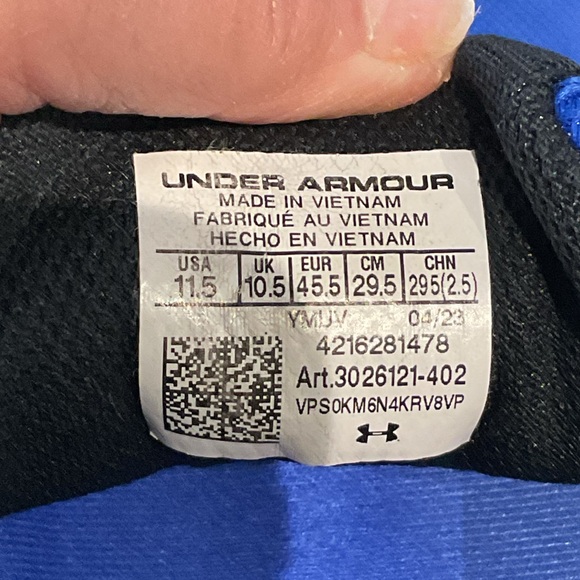 UNDER ARMOUR
MADE IN VIETNAM
FABRIQUÉ AU VIETNAM
HECHO EN VIETNAM
USA UK EUR CM CHN
11.5 10.5 45.5 29.5 295(2.5)
YMUV 04/23
4216281478
Art.3026121-402
VPS0KM6N4KRV8VP